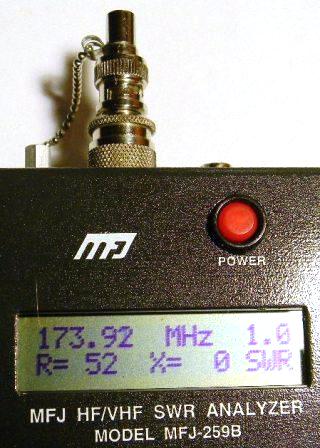 MFJ
POWER
173.92 MHz 1.0
R= 52 X= 0 SWR
MFJ HF/VHF SWR ANALYZER
MODEL MFJ-259B